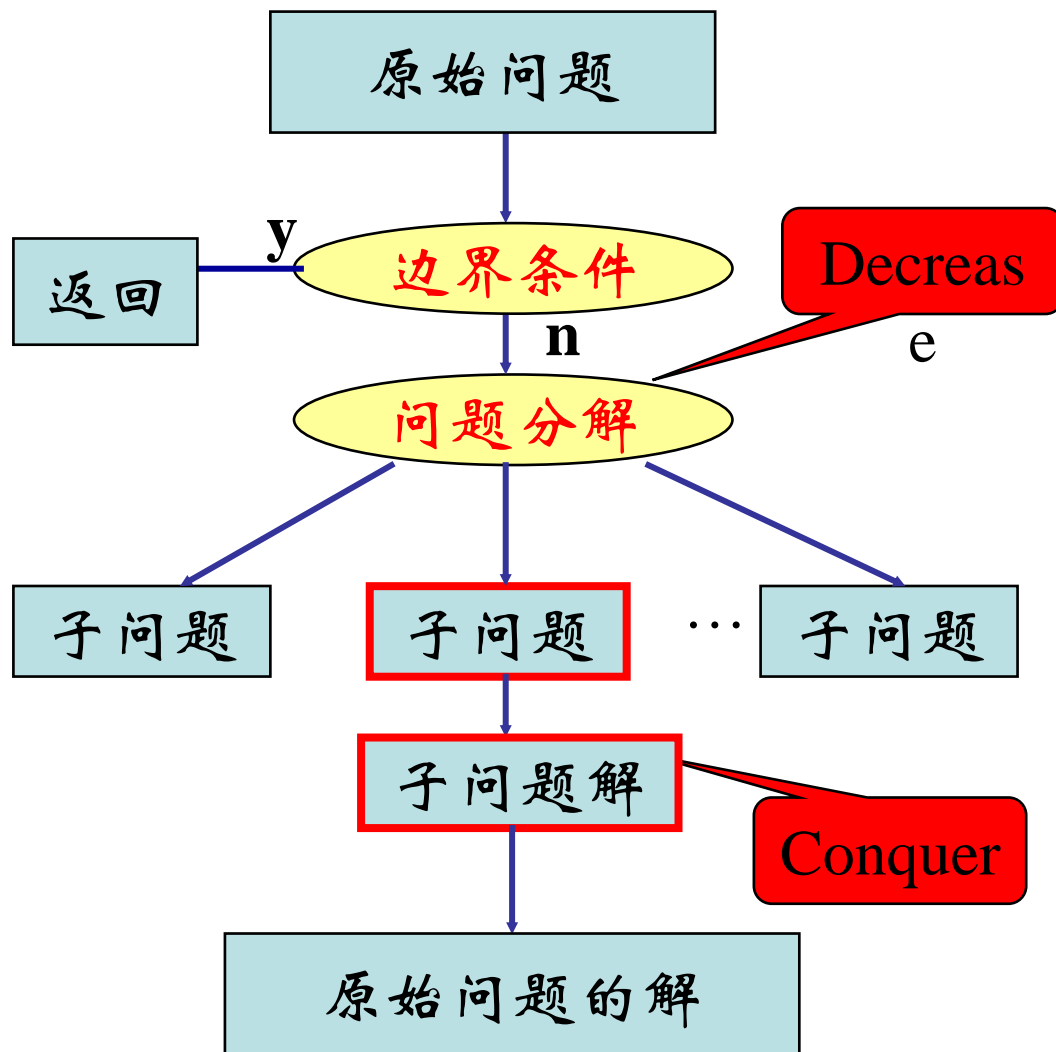 原始问题
y
边界条件
返回
n
Decreas
e
问题分解
子问题
子问题
…
子问题
子问题解
Conquer
原始问题的解